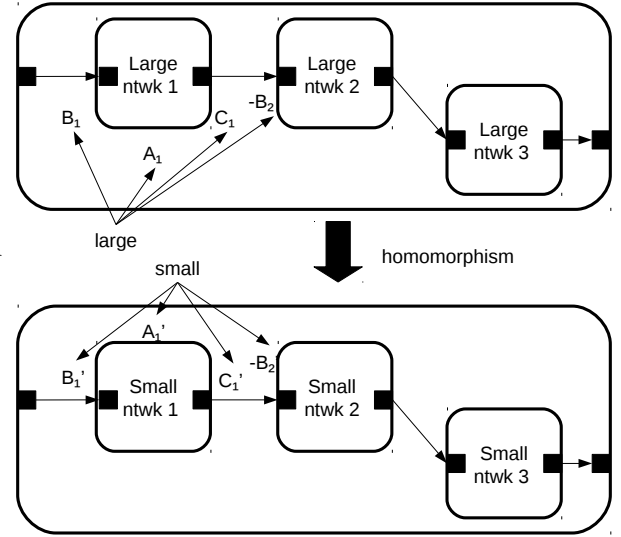 Large
ntwk 1
Large
ntwk 2
-B₂
B₁
C₁
A₁
Large
ntwk 3
large
homomorphism
small
A₁’
-B₂’
B₁’
C₁’
Small
ntwk 1
Small
ntwk 2
Small
ntwk 3